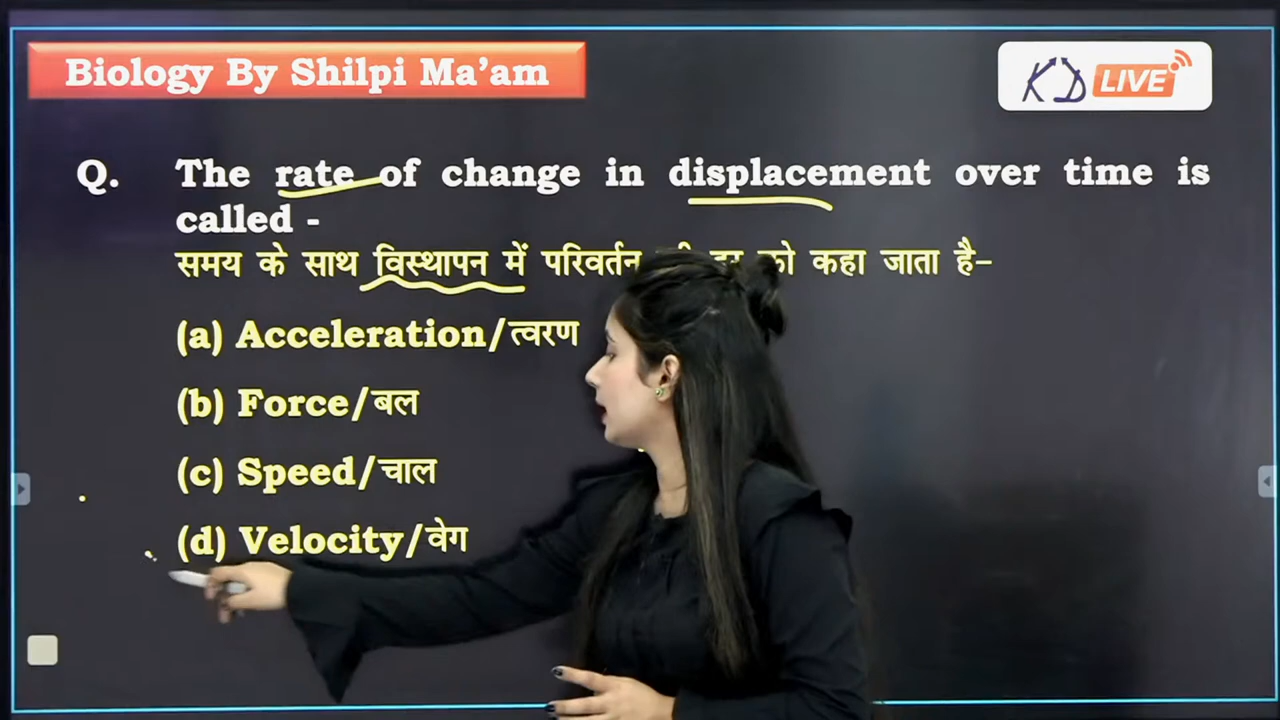 Biology By Shilpi Ma’am
KD LIVE
Q. The rate of change in displacement over time is
called -
समय के साथ विस्थापन में परिवर्तन को कहा जाता है–
(a) Acceleration/त्वरण
(b) Force/बल
(c) Speed/चाल
(d) Velocity/वेग